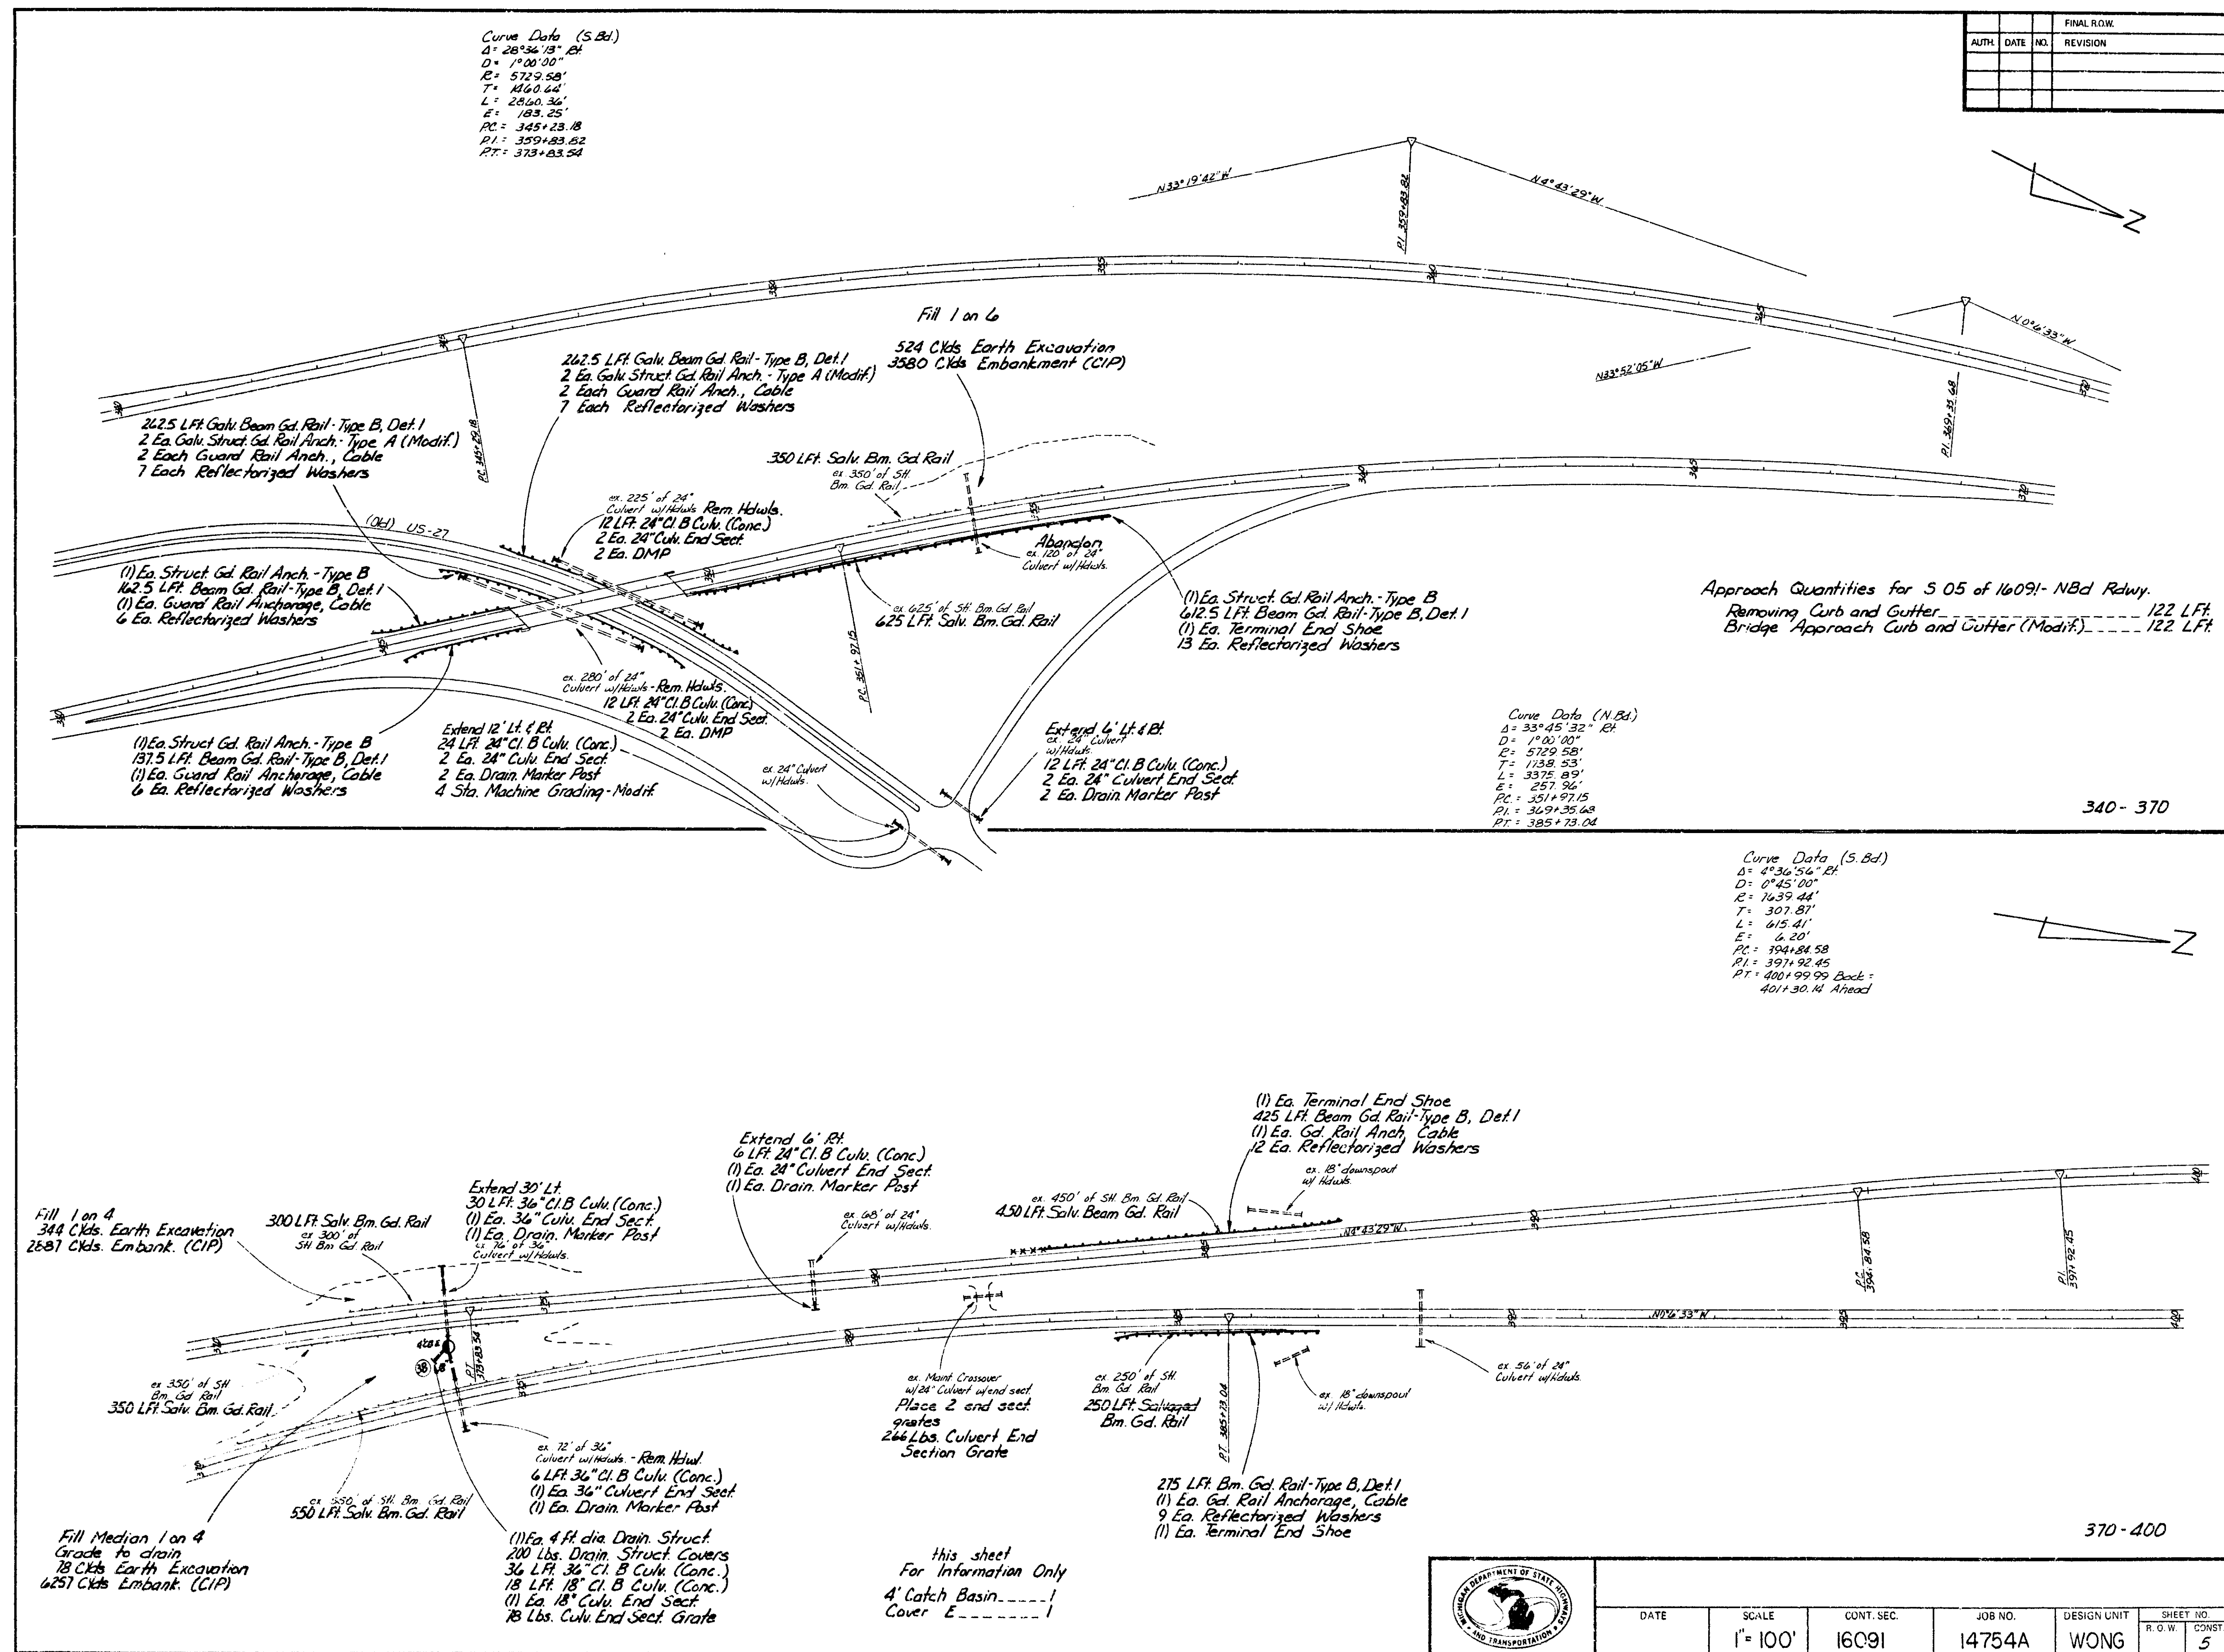 FINAL R.O.W.
AUTH. DATE NO. REVISION
Curve Data (S.Bd.)
Δ= 28°36'13" Rt.
D= 1°00'00"
R= 5729.58'
T= 1460.64'
L= 2860.36'
E= 183.25'
P.C.= 345+23.18
P.I.= 359+83.82
P.T.= 373+83.54
N33°19'42"W
N4°43'29"W
P.I. 359+83.82
Z
340
345
350
355
360
365
370
N0°6'33"W
N33°52'05"W
P.I. 369+35.68
Fill 1 on 6
524 CYds Earth Excavation
3580 CYds Embankment (CIP)
262.5 LFt. Galv. Beam Gd. Rail - Type B, Det. 1
2 Ea. Galv. Struct. Gd. Rail Anch. - Type A (Modif.)
2 Each Guard Rail Anch., Cable
7 Each Reflectorized Washers
262.5 LFt. Galv. Beam Gd. Rail - Type B, Det. 1
2 Ea. Galv. Struct. Gd. Rail Anch. - Type A (Modif.)
2 Each Guard Rail Anch., Cable
7 Each Reflectorized Washers
350 LFt. Salv. Bm. Gd. Rail
ex. 350' of SH.
Bm. Gd. Rail
ex. 225' of 24"
Culvert w/Hdwls Rem. Hdwls.
12 LFt. 24" Cl. B Culv. (Conc.)
2 Ea. 24" Culv. End Sect.
2 Ea. DMP
(Old) US-27
(1) Ea. Struct. Gd. Rail Anch. - Type B
162.5 LFt. Beam Gd. Rail - Type B, Det. 1
(1) Ea. Guard Rail Anchorage, Cable
6 Ea. Reflectorized Washers
Abandon
ex. 120' of 24"
Culvert w/Hdwls.
ex. 625' of SH. Bm. Gd. Rail
625 LFt. Salv. Bm. Gd. Rail
(1) Ea. Struct. Gd. Rail Anch. - Type B
612.5 LFt. Beam Gd. Rail - Type B, Det. 1
(1) Ea. Terminal End Shoe
13 Ea. Reflectorized Washers
Approach Quantities for S 05 of 16091 - NBd Rdwy.
Removing Curb and Gutter 122 LFt.
Bridge Approach Curb and Gutter (Modif.) 122 LFt.
P.C. 351+97.15
340
345
350
355
360
365
370
ex. 280' of 24"
Culvert w/Hdwls - Rem. Hdwls.
12 LFt. 24" Cl. B Culv. (Conc.)
2 Ea. 24" Culv. End Sect.
2 Ea. DMP
(1) Ea. Struct. Gd. Rail Anch. - Type B
137.5 LFt. Beam Gd. Rail - Type B, Det. 1
(1) Ea. Guard Rail Anchorage, Cable
6 Ea. Reflectorized Washers
Extend 12' Lt. & Rt.
24 LFt. 24" Cl. B Culv. (Conc.)
2 Ea. 24" Culv. End Sect.
2 Ea. Drain. Marker Post
4 Sta. Machine Grading - Modif.
ex. 24" Culvert
w/Hdwls.
Extend 6' Lt. & Rt.
ex. 24" Culvert
w/Hdwls.
12 LFt. 24" Cl. B Culv. (Conc.)
2 Ea. 24" Culvert End Sect.
2 Ea. Drain. Marker Post
Curve Data (N.Bd.)
Δ= 33°45'32" Rt.
D= 1°00'00"
R= 5729.58'
T= 1738.53'
L= 3375.89'
E= 257.96'
P.C.= 351+97.15
P.I.= 369+35.68
P.T.= 385+73.04
340 - 370
Curve Data (S.Bd.)
Δ= 4°36'56" Rt.
D= 0°45'00"
R= 7639.44'
T= 307.87'
L= 615.41'
E= 6.20'
P.C.= 394+84.58
P.I.= 397+92.45
P.T.= 400+99.99 Back =
401+30.14 Ahead
Z
(1) Ea. Terminal End Shoe
425 LFt. Beam Gd. Rail - Type B, Det. 1
(1) Ea. Gd. Rail Anch, Cable
12 Ea. Reflectorized Washers
ex. 18" downspout
w/ Hdwls.
Extend 6' Rt.
6 LFt. 24" Cl. B Culv. (Conc.)
(1) Ea. 24" Culvert End Sect.
(1) Ea. Drain. Marker Post
Extend 30' Lt.
30 LFt. 36" Cl. B Culv. (Conc.)
(1) Ea. 36" Culv. End Sect.
(1) Ea. Drain. Marker Post
ex. 76' of 36"
Culvert w/Hdwls.
Fill 1 on 4
344 CYds. Earth Excavation
2887 CYds. Embank. (CIP)
300 LFt. Salv. Bm. Gd. Rail
ex 300' of
SH Bm Gd. Rail
ex. 68' of 24"
Culvert w/Hdwls.
ex. 450' of SH. Bm. Gd. Rail
450 LFt. Salv. Beam Gd. Rail
N4°43'29"W
P.C. 394+84.58
P.I. 397+92.45
370
375
380
385
390
400
P.T. 373+83.54
38
N0°6'33"W
370
375
380
385
390
395
400
ex 350' of SH
Bm. Gd. Rail
350 LFt. Salv. Bm. Gd. Rail
ex. 550' of SH. Bm. Gd. Rail
550 LFt. Salv. Bm. Gd. Rail
ex. 72' of 36"
Culvert w/Hdwls. - Rem. Hdwl.
6 LFt. 36" Cl. B Culv. (Conc.)
(1) Ea. 36" Culvert End Sect.
(1) Ea. Drain. Marker Post
ex. Maint Crossover
w/24" Culvert w/end sect.
Place 2 end sect.
grates
266 Lbs. Culvert End
Section Grate
ex. 250' of SH.
Bm. Gd. Rail
250 LFt. Salvaged
Bm. Gd. Rail
P.T. 385+73.04
ex. 18" downspout
w/ Hdwls.
ex. 56' of 24"
Culvert w/Hdwls.
275 LFt. Bm. Gd. Rail - Type B, Det. 1
(1) Ea. Gd. Rail Anchorage, Cable
9 Ea. Reflectorized Washers
(1) Ea. Terminal End Shoe
Fill Median 1 on 4
Grade to drain
78 CYds Earth Excavation
6257 CYds Embank. (CIP)
(1) Ea. 4 ft. dia. Drain. Struct.
200 Lbs. Drain. Struct. Covers
36 LFt. 36" Cl. B Culv. (Conc.)
18 LFt. 18" Cl. B Culv. (Conc.)
(1) Ea. 18" Culv. End Sect.
78 Lbs. Culv. End Sect. Grate
this sheet
For Information Only
4' Catch Basin 1
Cover E 1
370 - 400
MICHIGAN DEPARTMENT OF STATE HIGHWAYS AND TRANSPORTATION
DATE SCALE CONT. SEC. JOB NO. DESIGN UNIT SHEET NO.
R.O.W. CONST.
1"= 100' 16091 14754A WONG 5